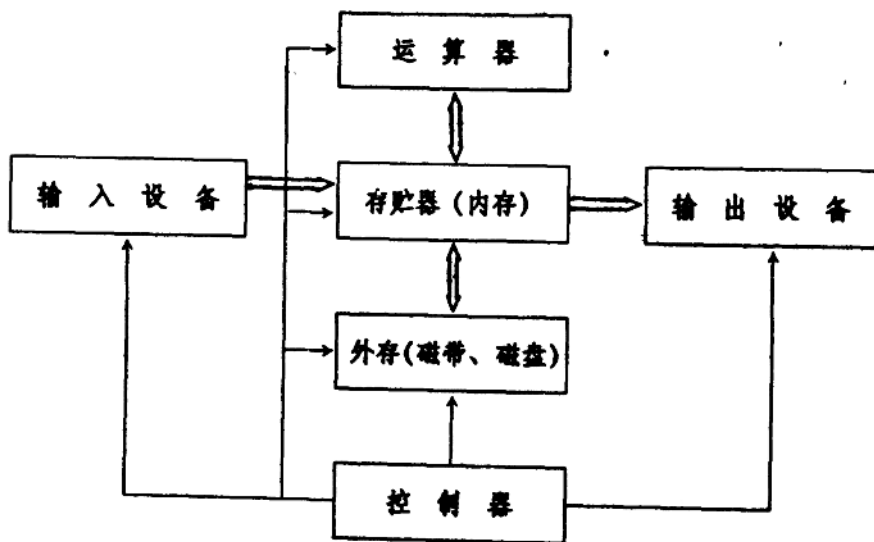 运算器
输入设备
存贮器(内存)
输出设备
外存(磁带、磁盘)
控制器